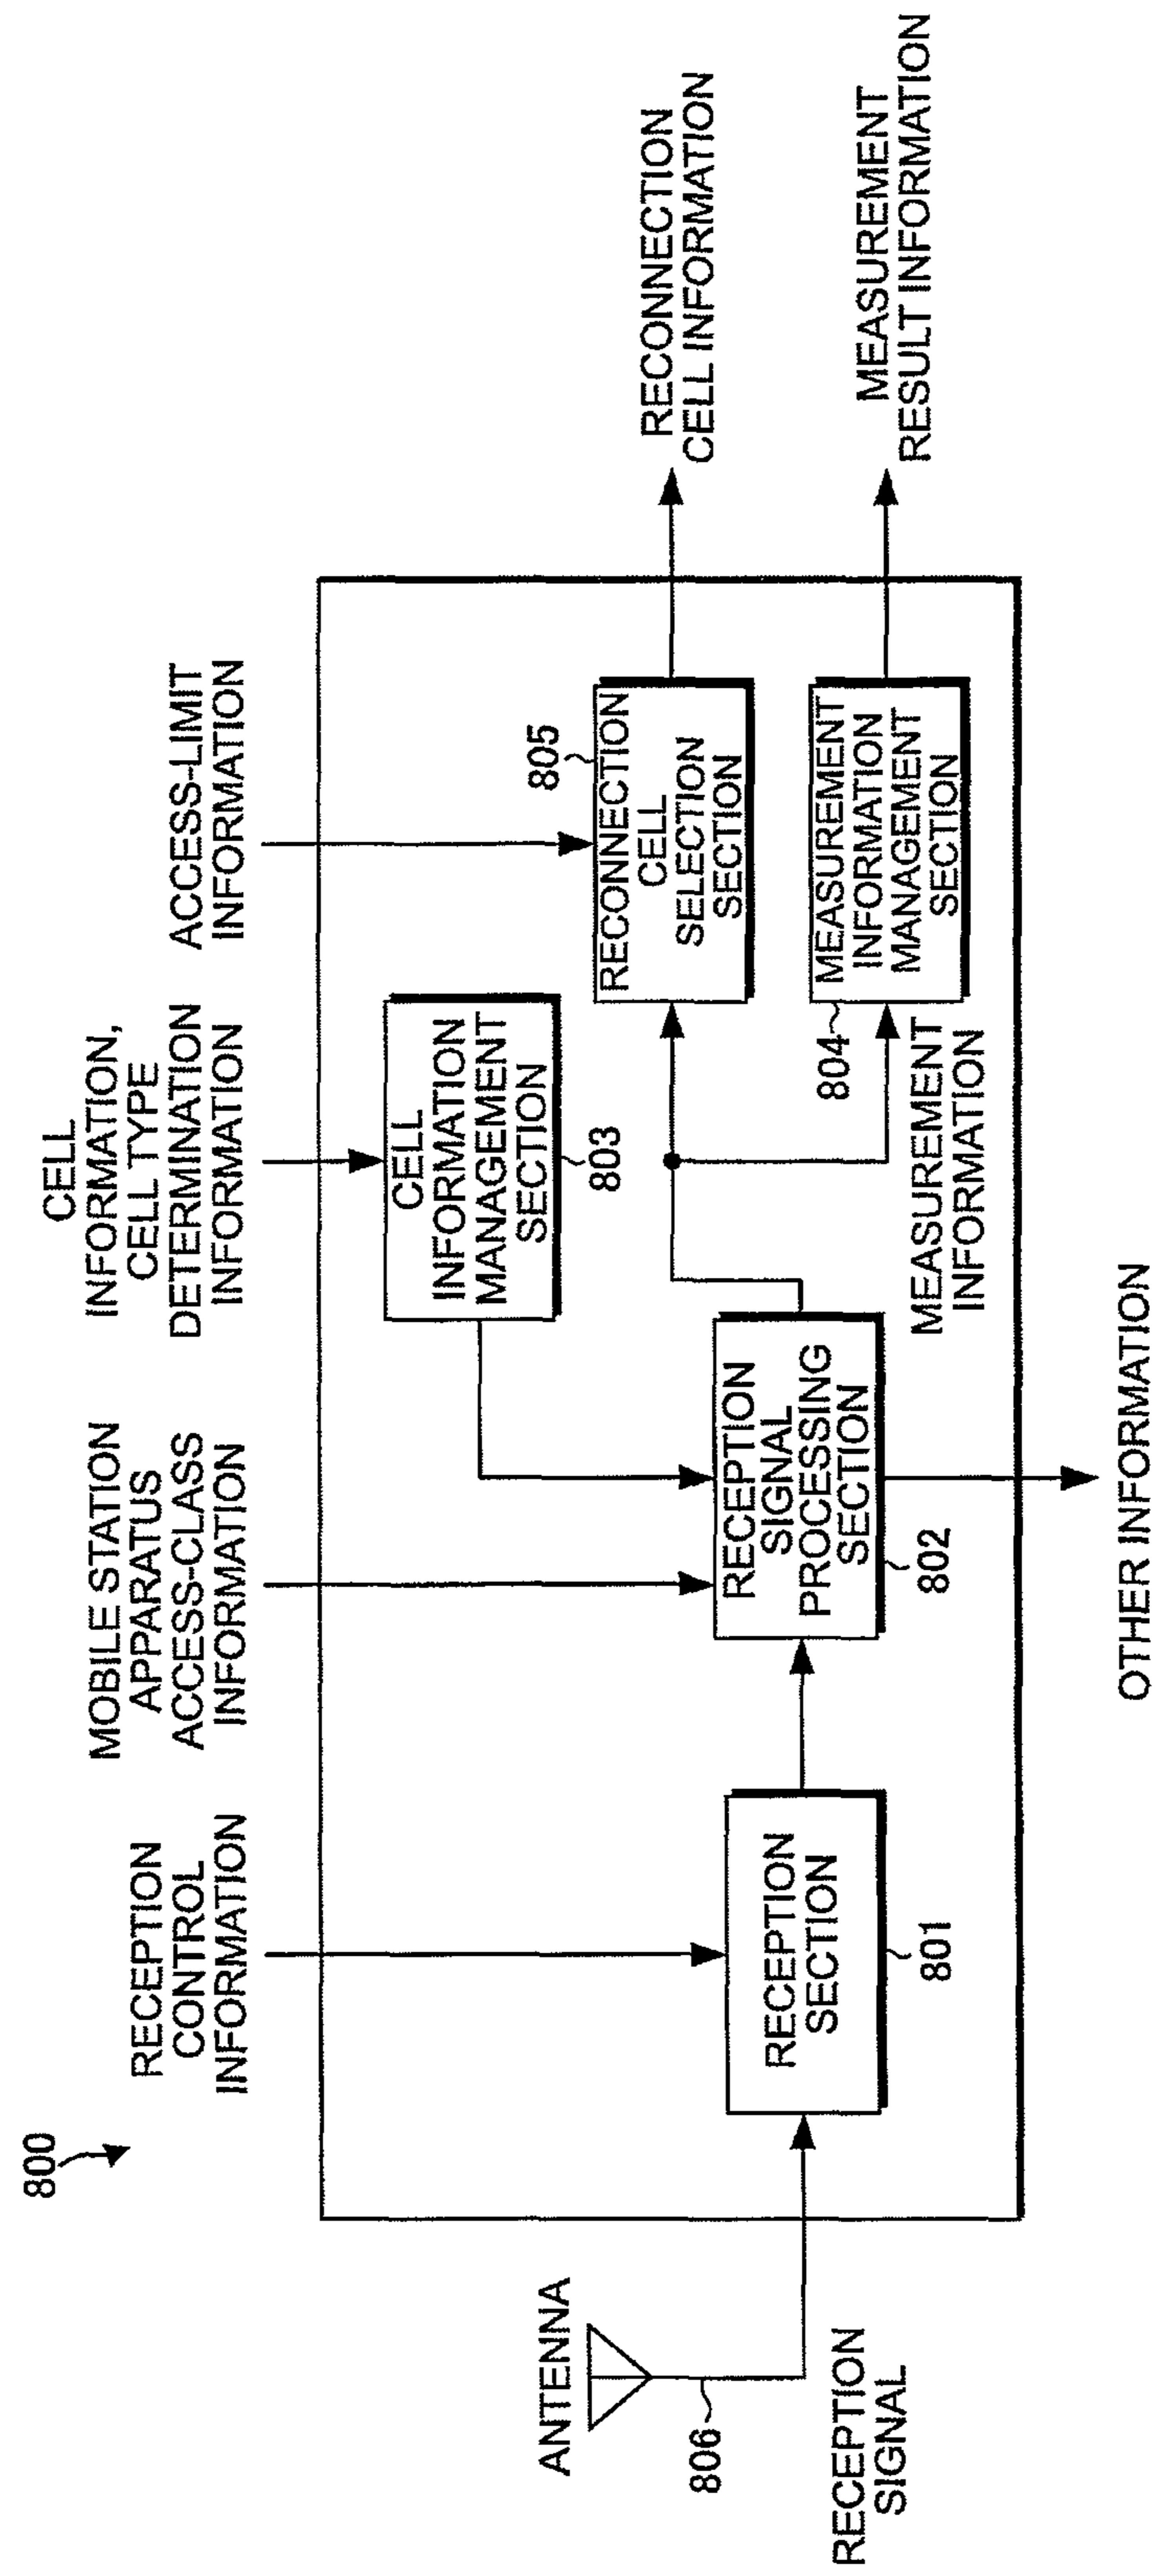 800
RECEPTION
CONTROL
INFORMATION
MOBILE STATION
APPARATUS
ACCESS-CLASS
INFORMATION
CELL
INFORMATION,
CELL TYPE
DETERMINATION
INFORMATION
ACCESS-LIMIT
INFORMATION
ANTENNA
806
RECEPTION
SIGNAL
RECEPTION
SECTION
801
RECEPTION
SIGNAL
PROCESSING
SECTION
802
CELL
INFORMATION
MANAGEMENT
SECTION
803
805
RECONNECTION
CELL
SELECTION
SECTION
804
MEASUREMENT
INFORMATION
MANAGEMENT
SECTION
MEASUREMENT
INFORMATION
RECONNECTION
CELL INFORMATION
MEASUREMENT
RESULT INFORMATION
OTHER INFORMATION